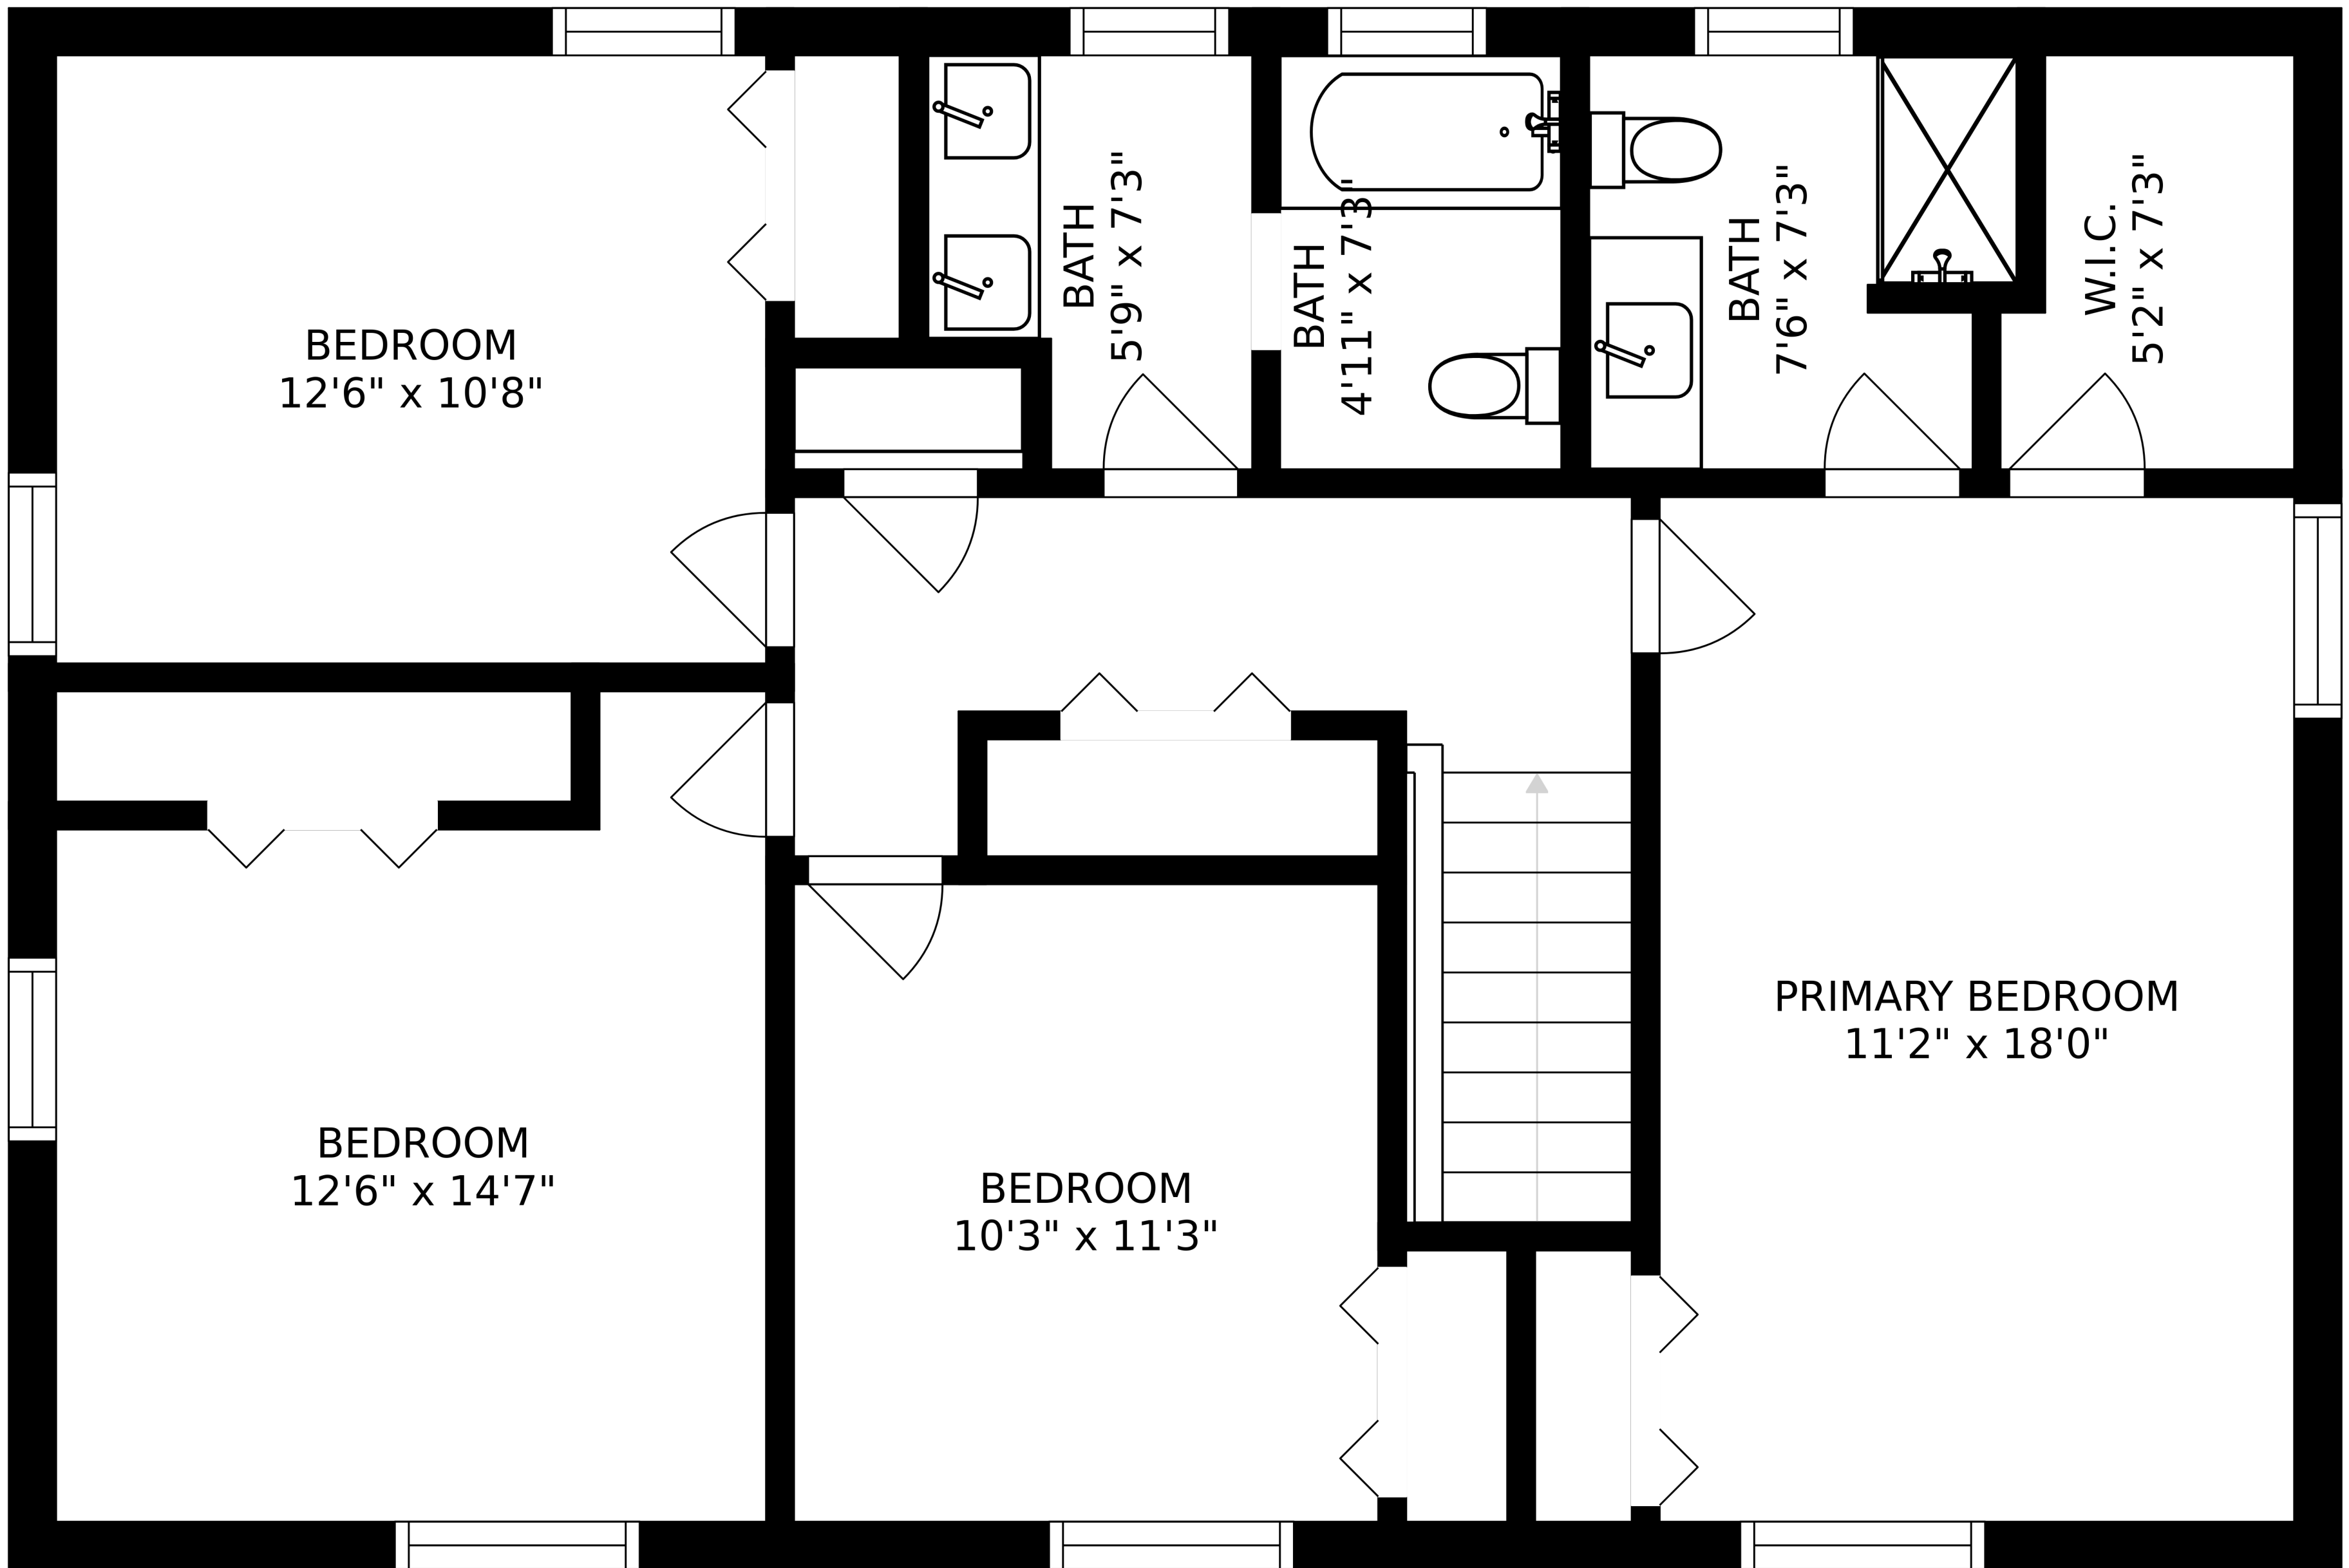 BATH
5'9" x 7'3"
BATH
4'11" x 7'3"
BATH
7'6" x 7'3"
W.I.C.
5'2" x 7'3"
BEDROOM
12'6" x 10'8"
PRIMARY BEDROOM
11'2" x 18'0"
BEDROOM
12'6" x 14'7"
BEDROOM
10'3" x 11'3"